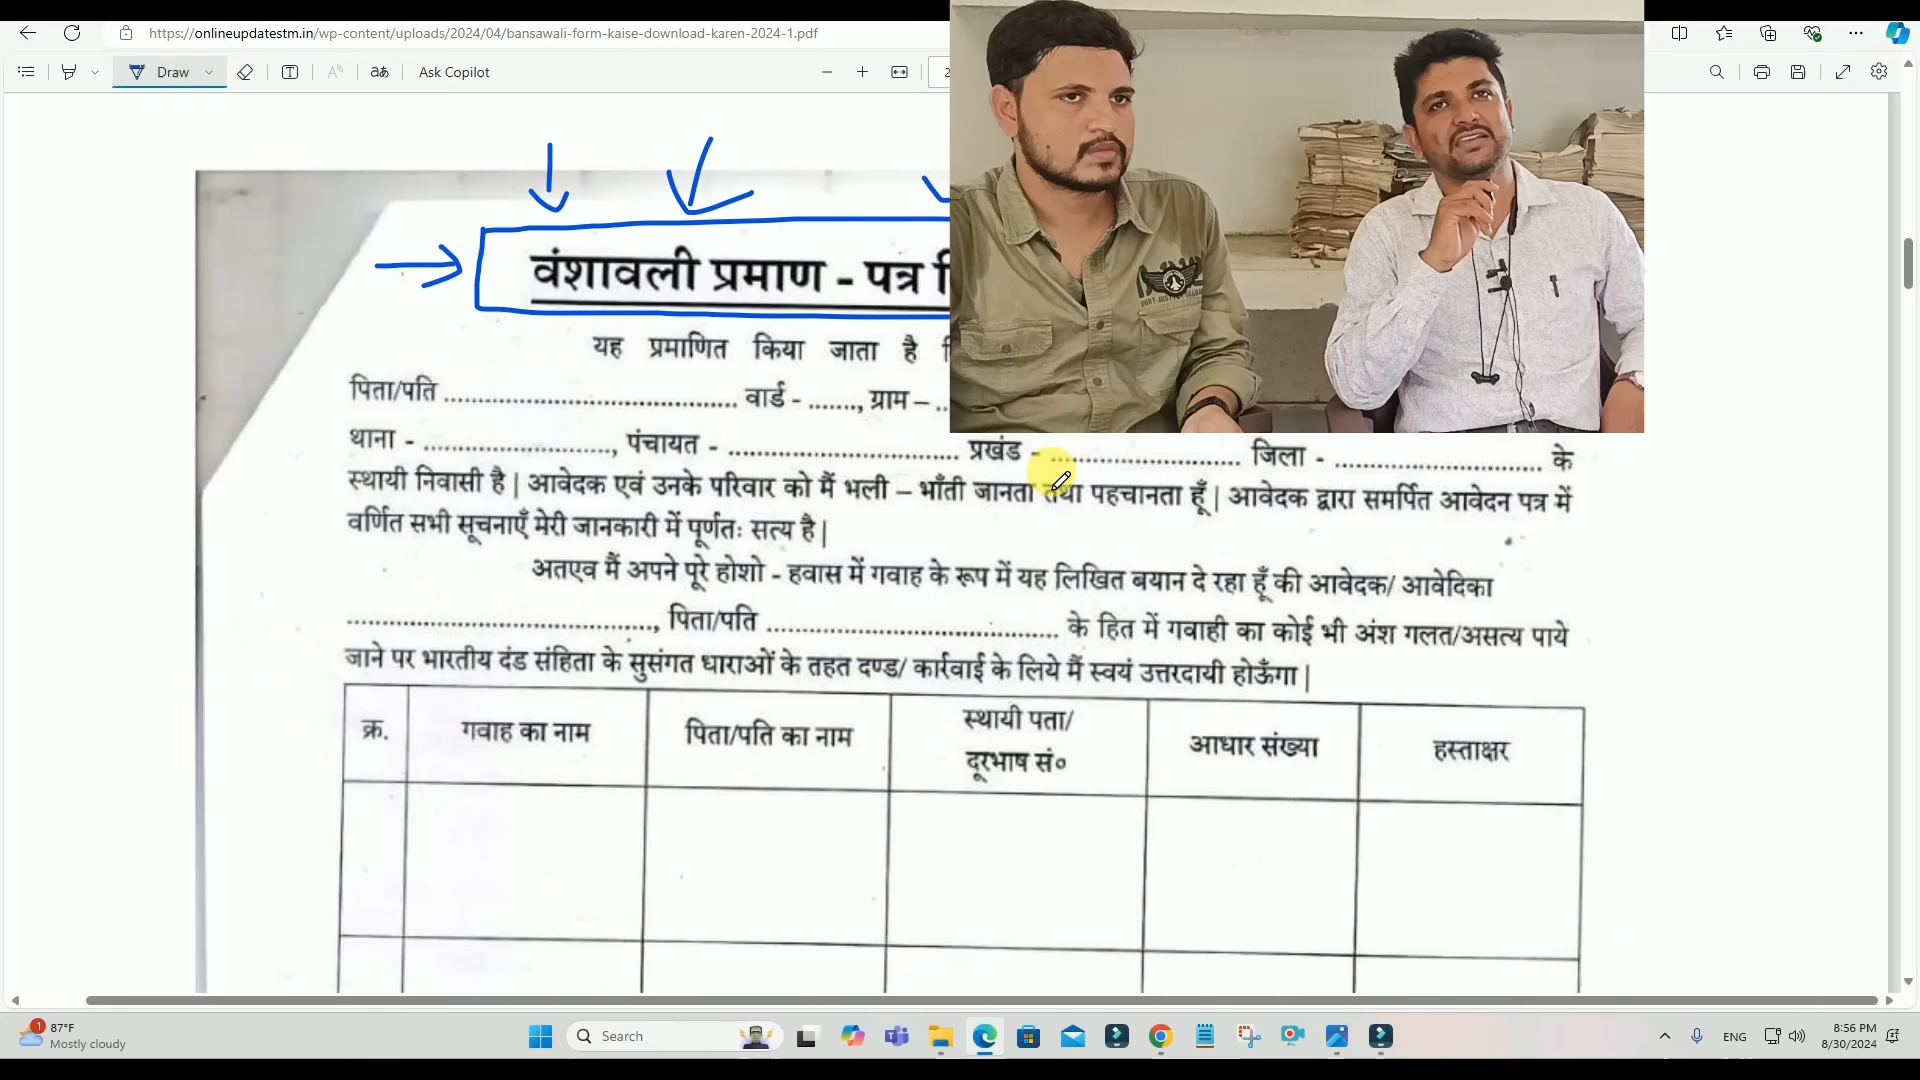 https://onlineupdatestm.in/wp-content/uploads/2024/04/bansawali-form-kaise-download-karen-2024-1.pdf
Draw
Ask Copilot
2
वंशावली प्रमाण - पत्र
यह प्रमाणित किया जाता है
पिता/पति ........................................ वार्ड - ......., ग्राम – ..
थाना - ........................., पंचायत - ............................... प्रखंड - .......................... जिला - ............................ के
स्थायी निवासी है | आवेदक एवं उनके परिवार को मैं भली – भाँती जानता तथा पहचानता हूँ | आवेदक द्वारा समर्पित आवेदन पत्र में
वर्णित सभी सूचनाएँ मेरी जानकारी में पूर्णतः सत्य है |
अतएव मैं अपने पूरे होशो - हवास में गवाह के रूप में यह लिखित बयान दे रहा हूँ की आवेदक/ आवेदिका
........................................., पिता/पति ....................................... के हित में गवाही का कोई भी अंश गलत/असत्य पाये
जाने पर भारतीय दंड संहिता के सुसंगत धाराओं के तहत दण्ड/ कार्रवाई के लिये मैं स्वयं उत्तरदायी होऊँगा |
क्र. गवाह का नाम पिता/पति का नाम स्थायी पता/ दूरभाष सं० आधार संख्या हस्ताक्षर
1
87°F
Mostly cloudy
Search
ENG
8:56 PM
8/30/2024